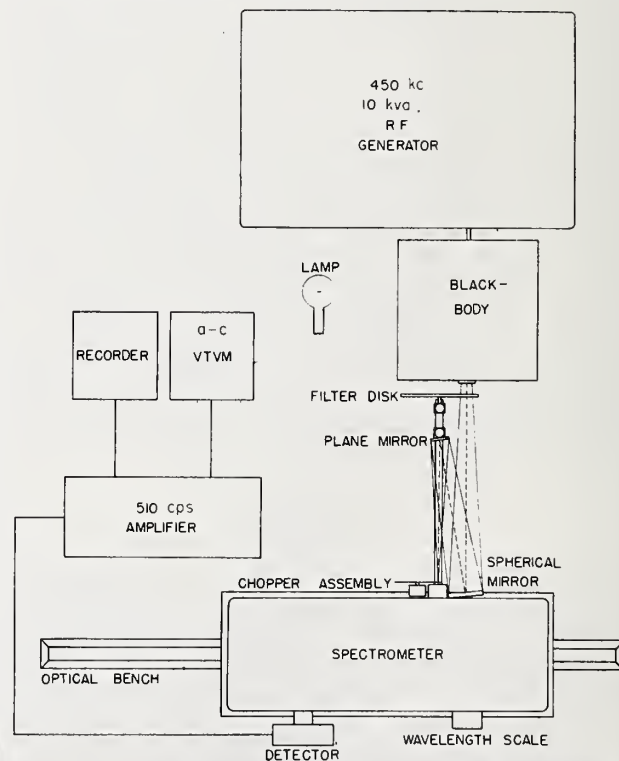 450 kc
10 kva.
RF
GENERATOR
LAMP
BLACK-
BODY
RECORDER
a-c
VTVM
FILTER DISK
PLANE MIRROR
510 cps
AMPLIFIER
SPHERICAL
MIRROR
CHOPPER ASSEMBLY
SPECTROMETER
OPTICAL BENCH
WAVELENGTH SCALE
DETECTOR